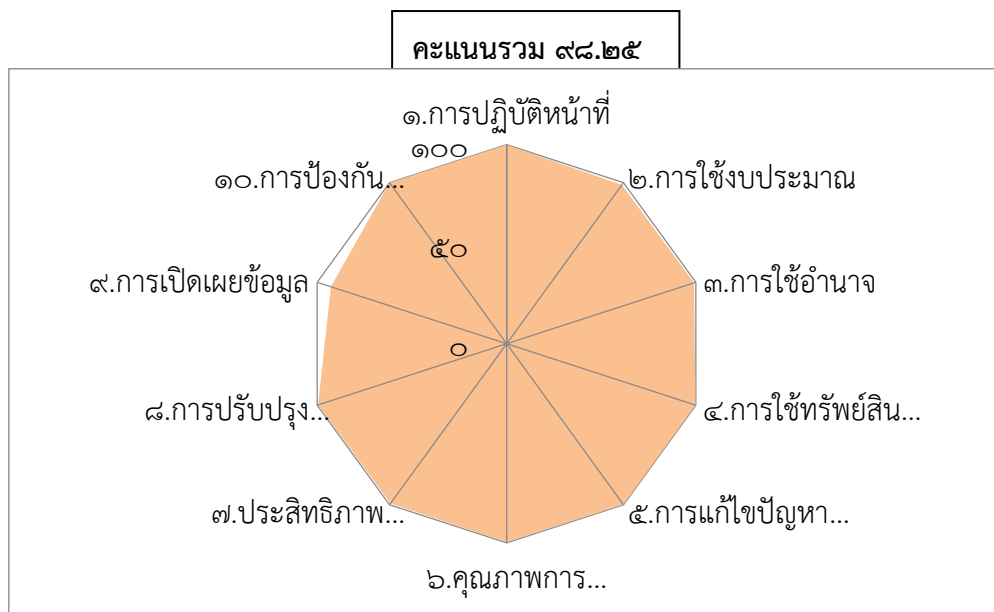 คะแนนรวม ๙๘.๒๕
๑.การปฏิบัติหน้าที่
๒.การใช้งบประมาณ
๓.การใช้อำนาจ
๔.การใช้ทรัพย์สิน...
๕.การแก้ไขปัญหา...
๖.คุณภาพการ...
๗.ประสิทธิภาพ...
๘.การปรับปรุง...
๙.การเปิดเผยข้อมูล
๑๐.การป้องกัน...
๑๐๐
๕๐
๐